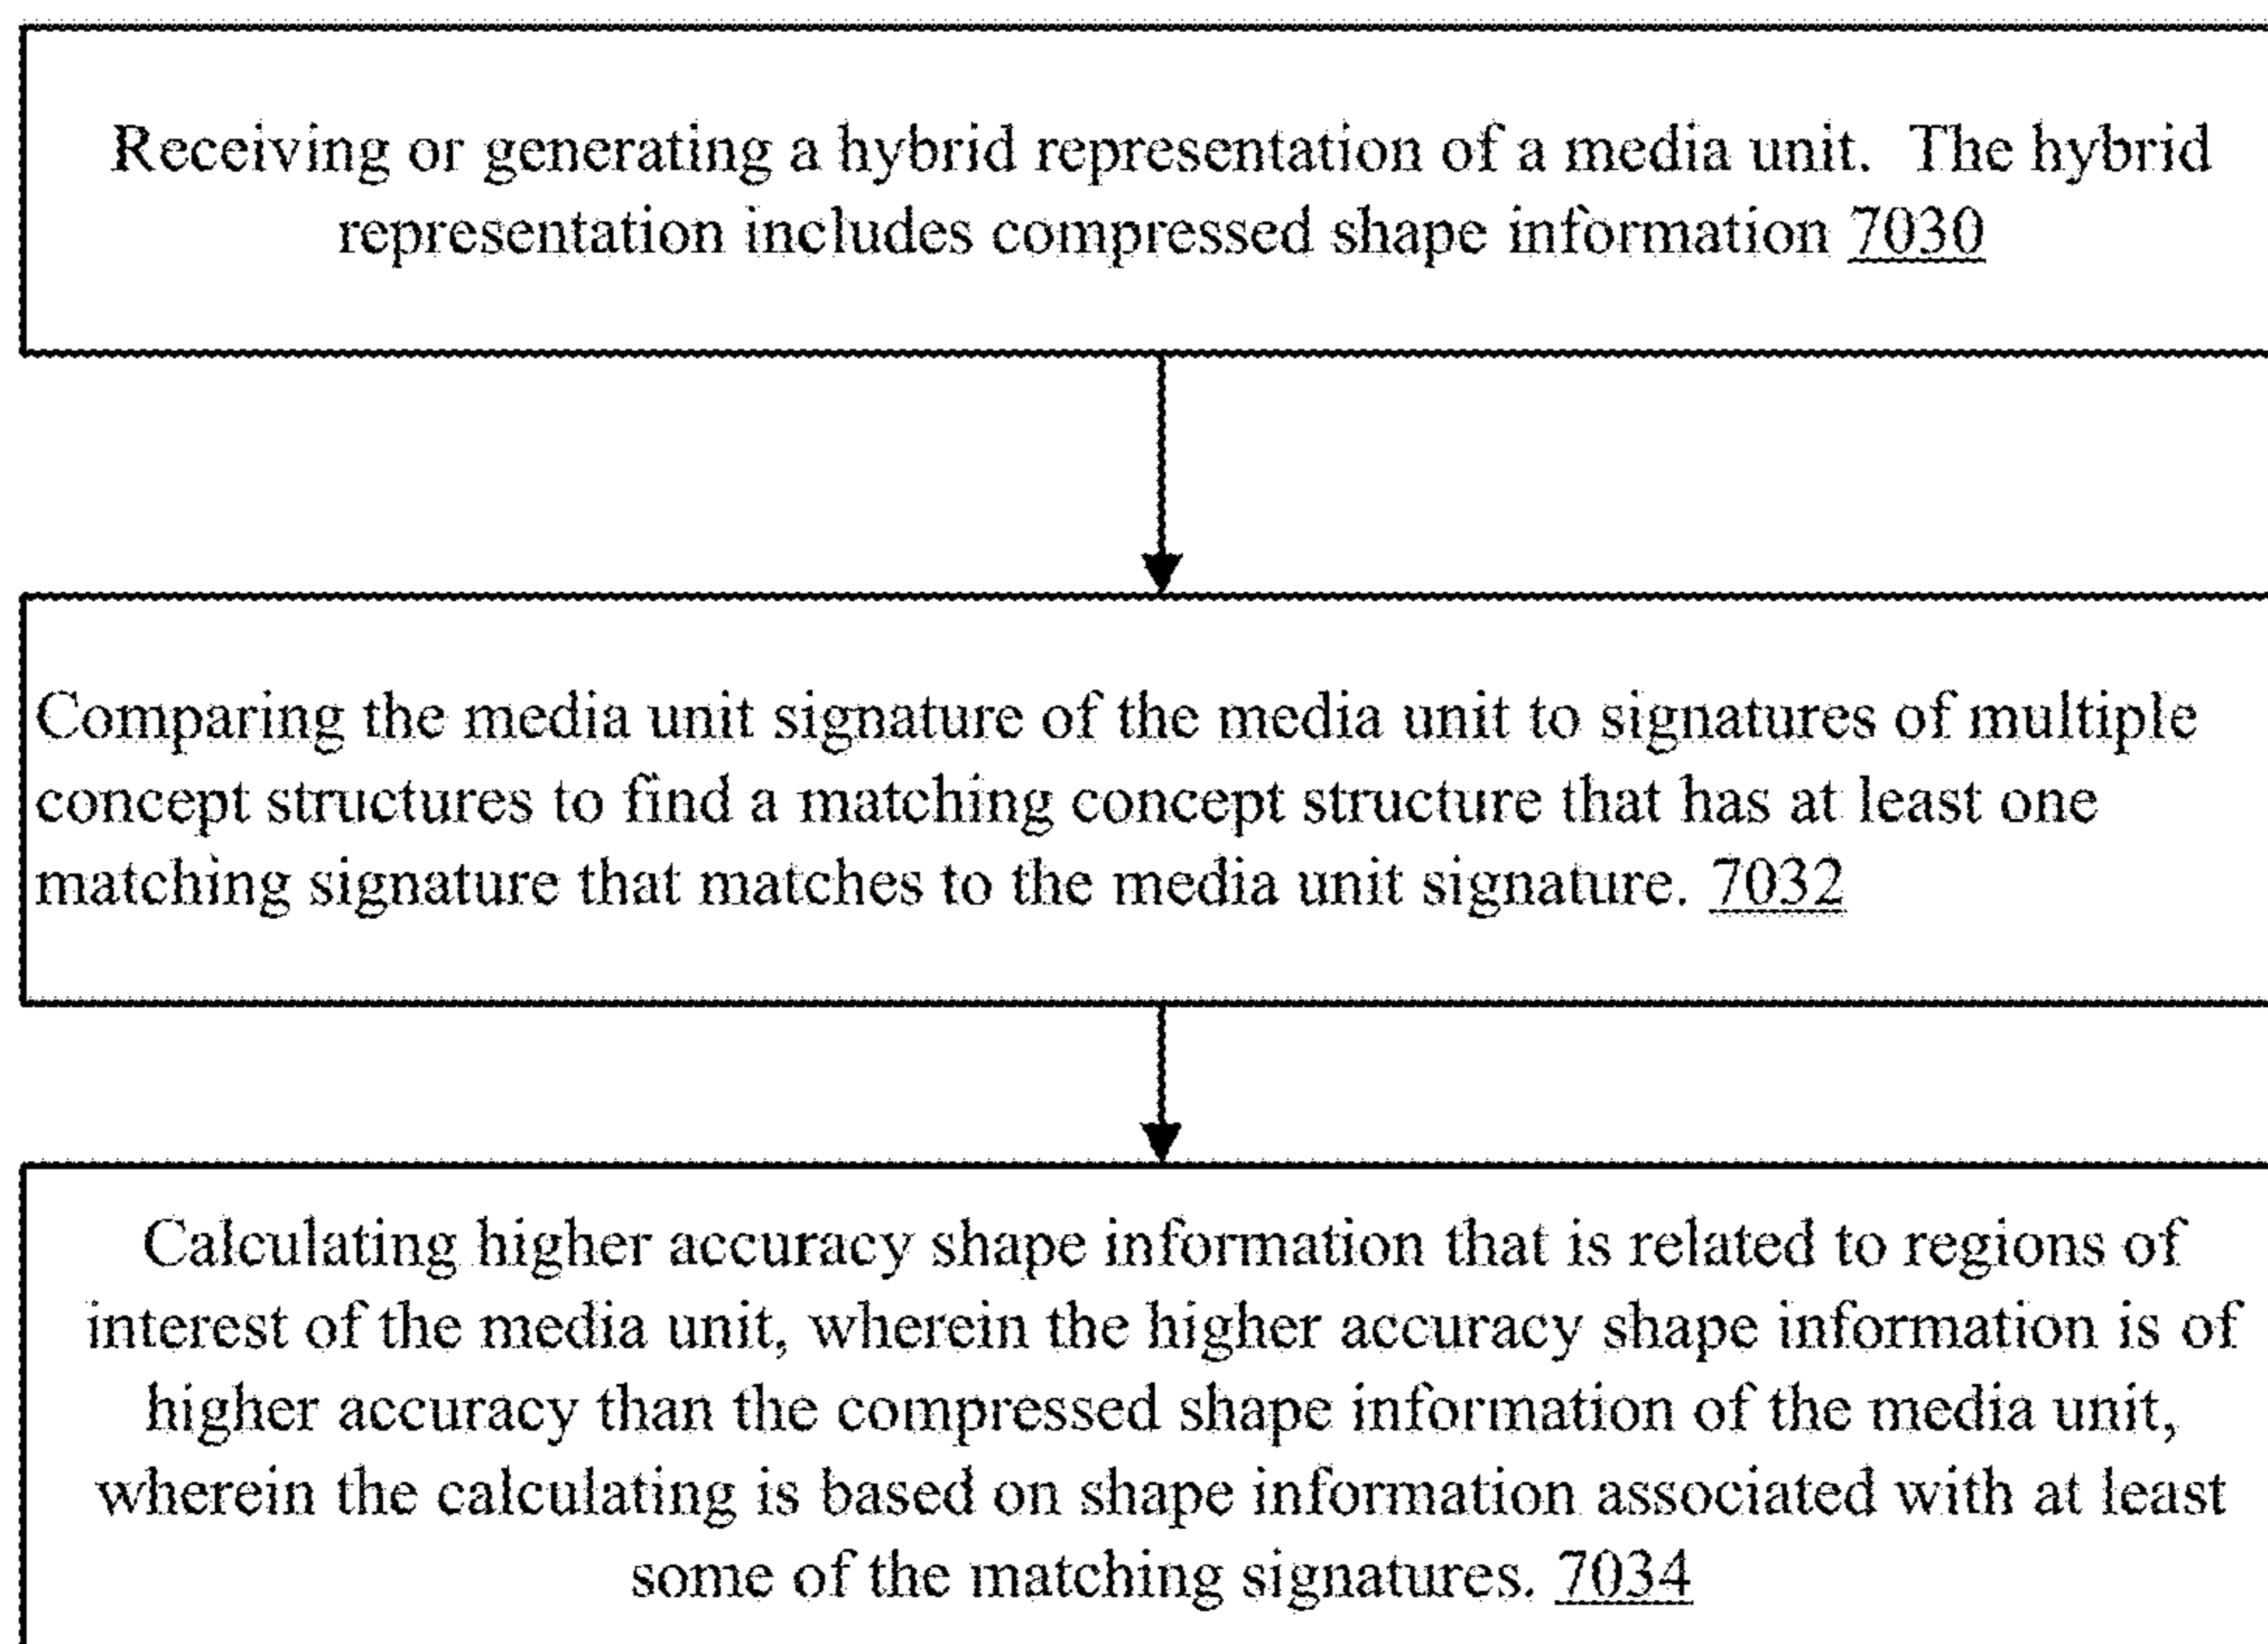 Receiving or generating a hybrid representation of a media unit. The hybrid
representation includes compressed shape information 7030
Comparing the media unit signature of the media unit to signatures of multiple
concept structures to find a matching concept structure that has at least one
matching signature that matches to the media unit signature. 7032
Calculating higher accuracy shape information that is related to regions of
interest of the media unit, wherein the higher accuracy shape information is of
higher accuracy than the compressed shape information of the media unit,
wherein the calculating is based on shape information associated with at least
some of the matching signatures. 7034